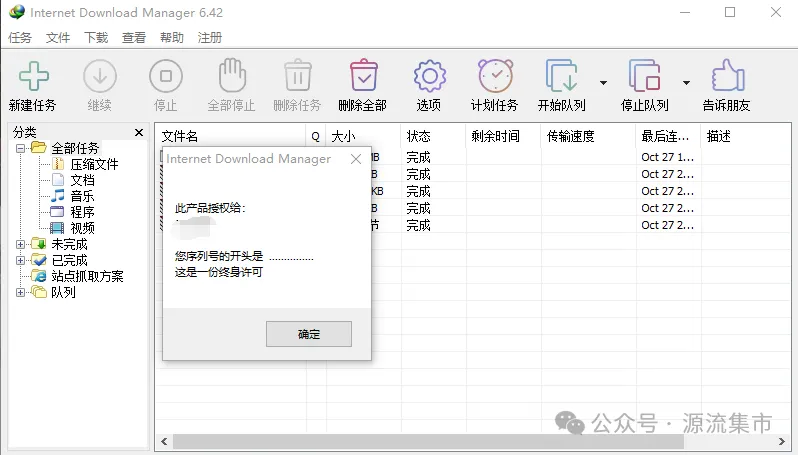 Internet Download Manager 6.42
任务 文件 下载 查看 帮助 注册
新建任务 继续 停止 全部停止 删除任务 删除全部 选项 计划任务 开始队列 停止队列 告诉朋友
分类
全部任务
压缩文件
文档
音乐
程序
视频
未完成
已完成
站点抓取方案
队列
文件名 Q 大小 状态 剩余时间 传输速度 最后连... 描述
MB 完成 Oct 27 1...
B 完成 Oct 27 2...
KB 完成 Oct 27 2...
B 完成 Oct 27 2...
节 完成 Oct 27 2...
Internet Download Manager
此产品授权给:
您序列号的开头是 ...............
这是一份终身许可
确定
公众号 · 源流集市